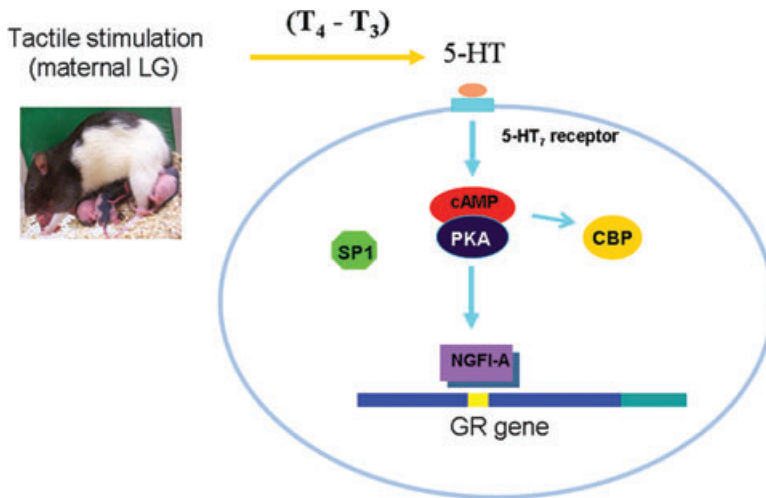 Tactile stimulation
(maternal LG)
(T₄ - T₃)
5-HT
5-HT₇ receptor
cAMP
PKA
CBP
SP1
NGFI-A
GR gene